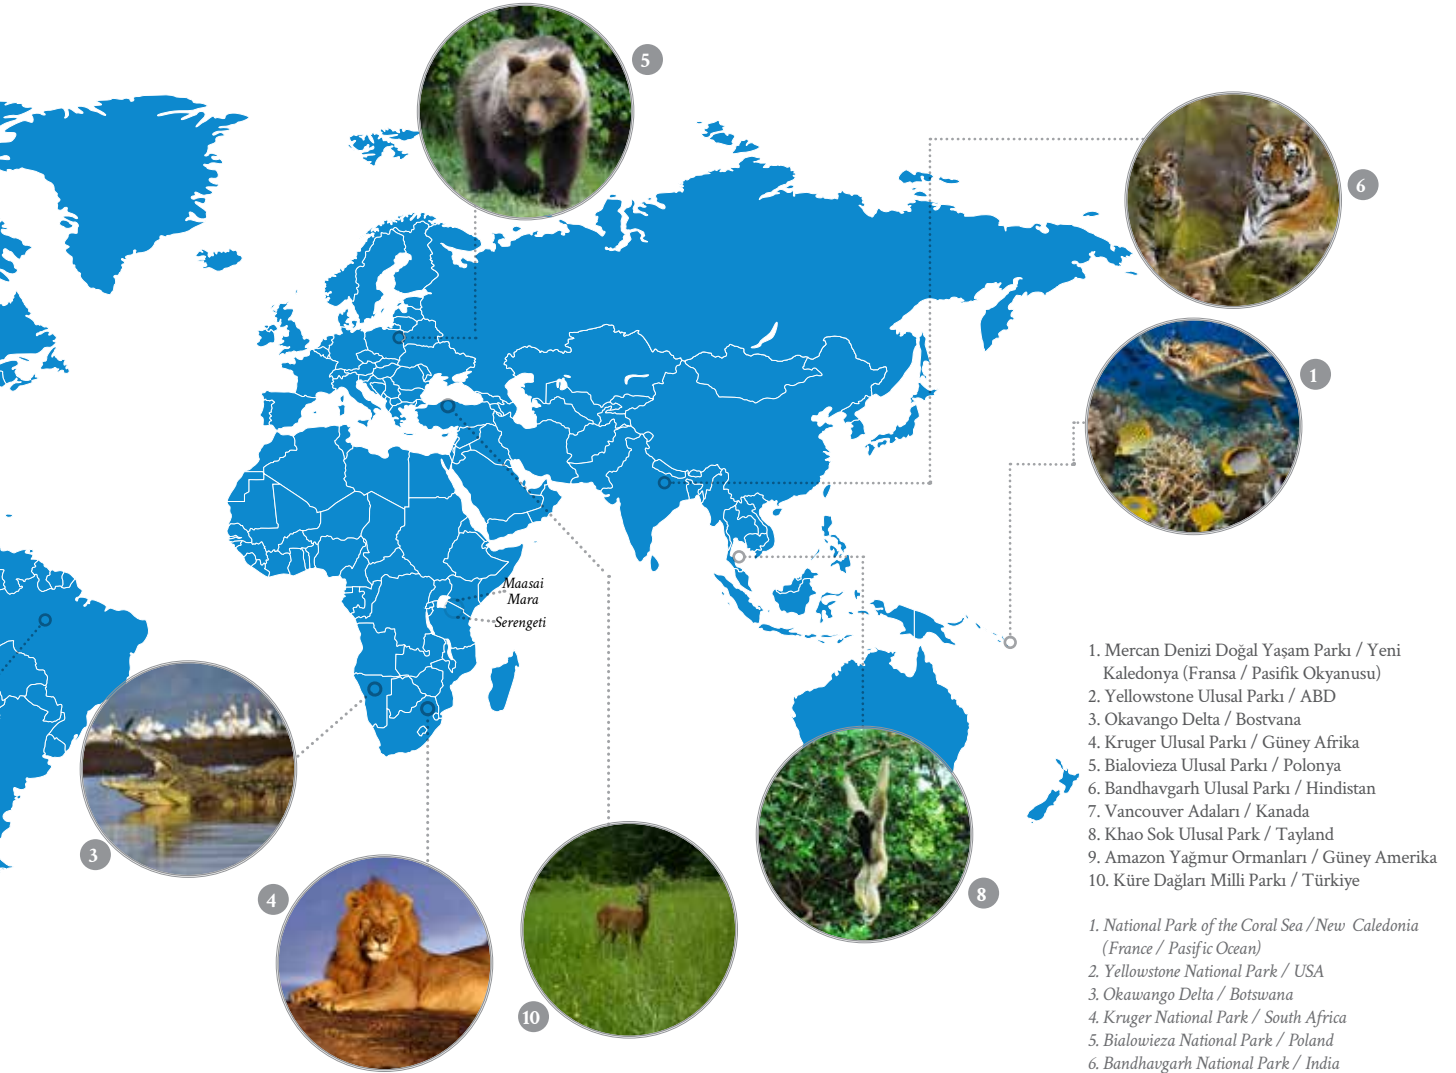 5
6
1
Maasai
Mara
Serengeti
3
4
10
8
1. Mercan Denizi Doğal Yaşam Parkı / Yeni
Kaledonya (Fransa / Pasifik Okyanusu)
2. Yellowstone Ulusal Parkı / ABD
3. Okavango Delta / Bostvana
4. Kruger Ulusal Parkı / Güney Afrika
5. Bialovieza Ulusal Parkı / Polonya
6. Bandhavgarh Ulusal Parkı / Hindistan
7. Vancouver Adaları / Kanada
8. Khao Sok Ulusal Park / Tayland
9. Amazon Yağmur Ormanları / Güney Amerika
10. Küre Dağları Milli Parkı / Türkiye
1. National Park of the Coral Sea / New Caledonia
(France / Pasific Ocean)
2. Yellowstone National Park / USA
3. Okawango Delta / Botswana
4. Kruger National Park / South Africa
5. Bialowieza National Park / Poland
6. Bandhavgarh National Park / India